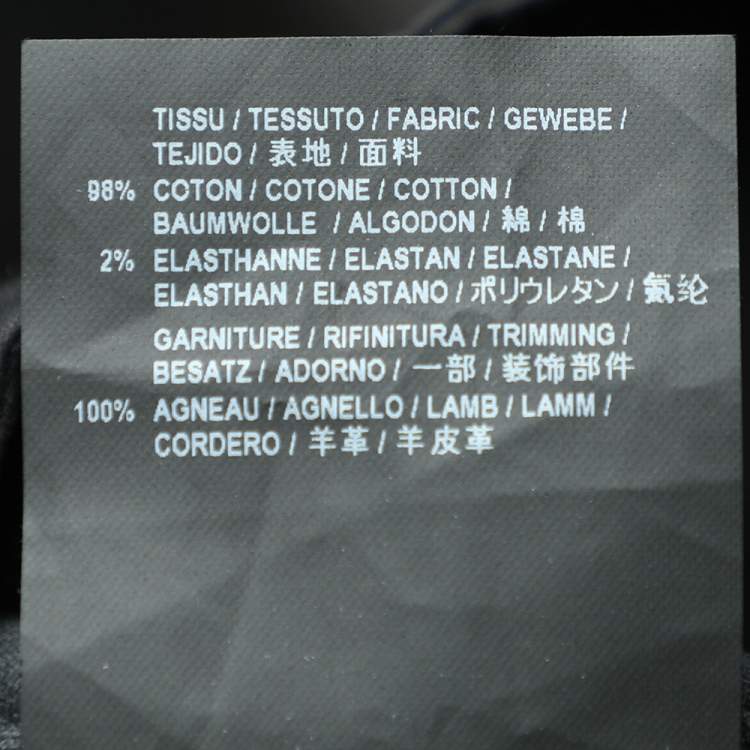 TISSU / TESSUTO / FABRIC / GEWEBE /
TEJIDO / 表地 / 面料
98% COTON / COTONE / COTTON /
BAUMWOLLE / ALGODON / 綿 / 棉
2% ELASTHANNE / ELASTAN / ELASTANE /
ELASTHAN / ELASTANO / ポリウレタン / 氨纶
GARNITURE / RIFINITURA / TRIMMING /
BESATZ / ADORNO / 一部 / 装饰部件
100% AGNEAU / AGNELLO / LAMB / LAMM /
CORDERO / 羊革 / 羊皮革